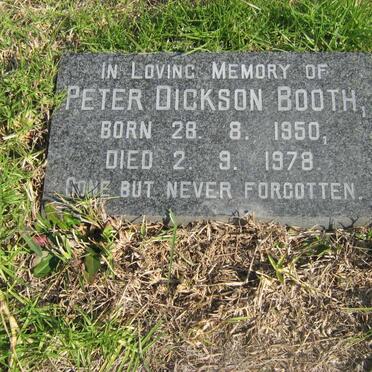 IN LOVING MEMORY OF
PETER DICKSON BOOTH,
BORN 28. 8. 1950,
DIED 2. 9. 1978
GONE BUT NEVER FORGOTTEN.